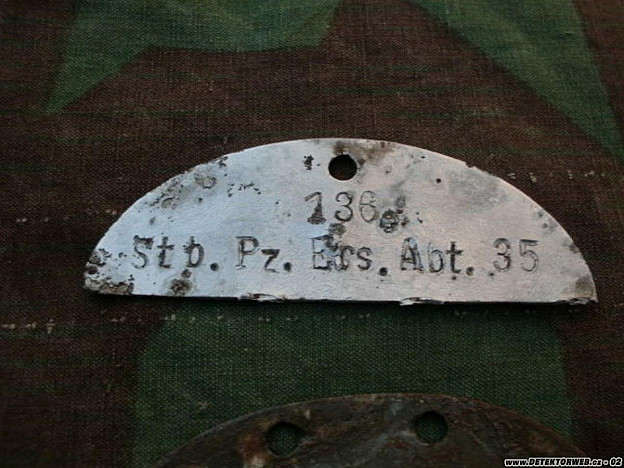 136
Stb. Pz. Ers. Abt. 35
www.DETEKTORWEB.cz - 02